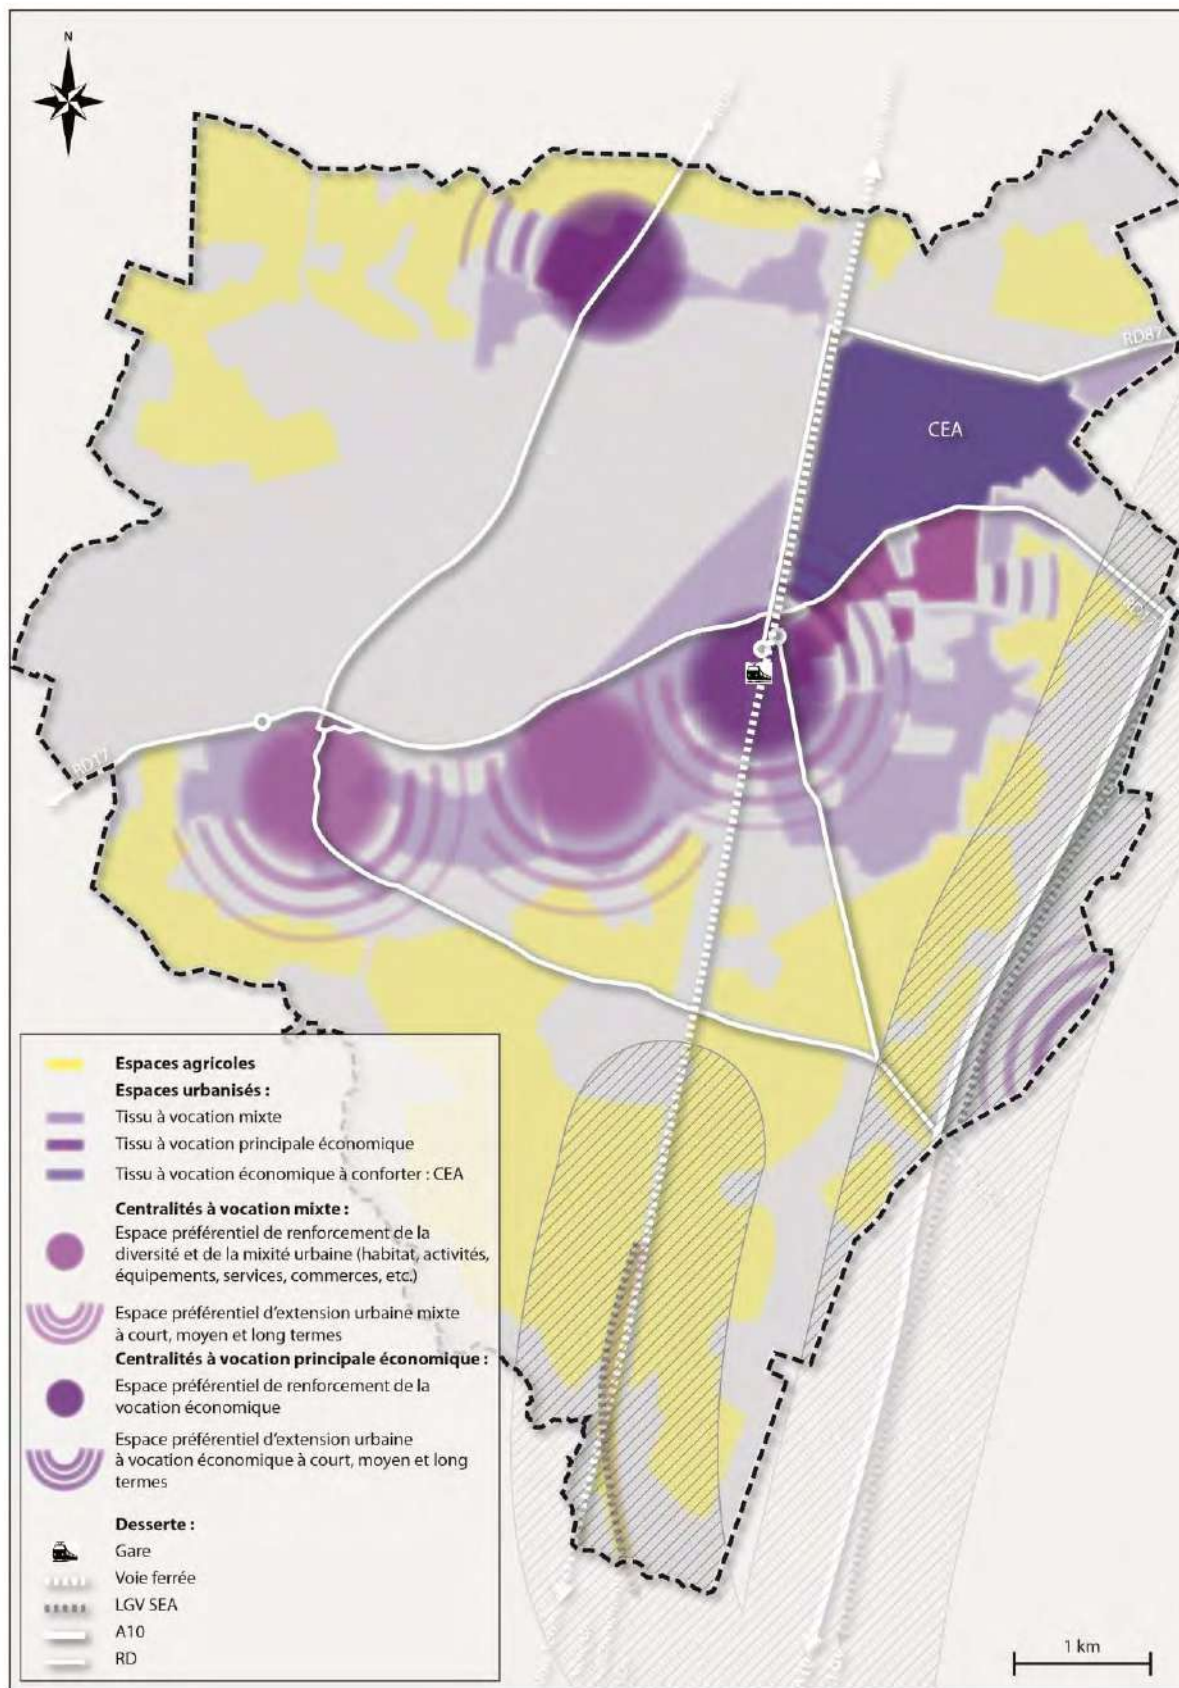 N
RD87
CEA
RD17
Espaces agricoles
Espaces urbanisés :
Tissu à vocation mixte
Tissu à vocation principale économique
Tissu à vocation économique à conforter : CEA
Centralités à vocation mixte :
Espace préférentiel de renforcement de la
diversité et de la mixité urbaine (habitat, activités,
équipements, services, commerces, etc.)
Espace préférentiel d'extension urbaine mixte
à court, moyen et long termes
Centralités à vocation principale économique :
Espace préférentiel de renforcement de la
vocation économique
Espace préférentiel d'extension urbaine
à vocation économique à court, moyen et long
termes
Desserte :
Gare
Voie ferrée
LGV SEA
A10
RD
1 km